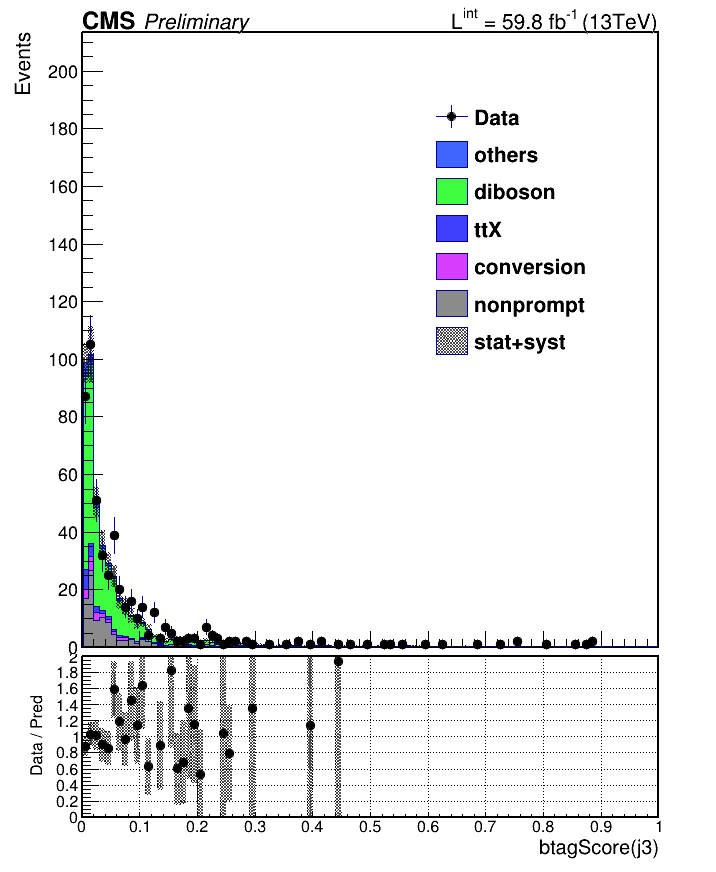 CMS Preliminary
L^int = 59.8 fb^-1 (13TeV)
Events
200
180
160
140
120
100
80
60
40
20
0
Data
others
diboson
ttX
conversion
nonprompt
stat+syst
Data / Pred
2
1.8
1.6
1.4
1.2
1
0.8
0.6
0.4
0.2
0
0 0.1 0.2 0.3 0.4 0.5 0.6 0.7 0.8 0.9 1
btagScore(j3)